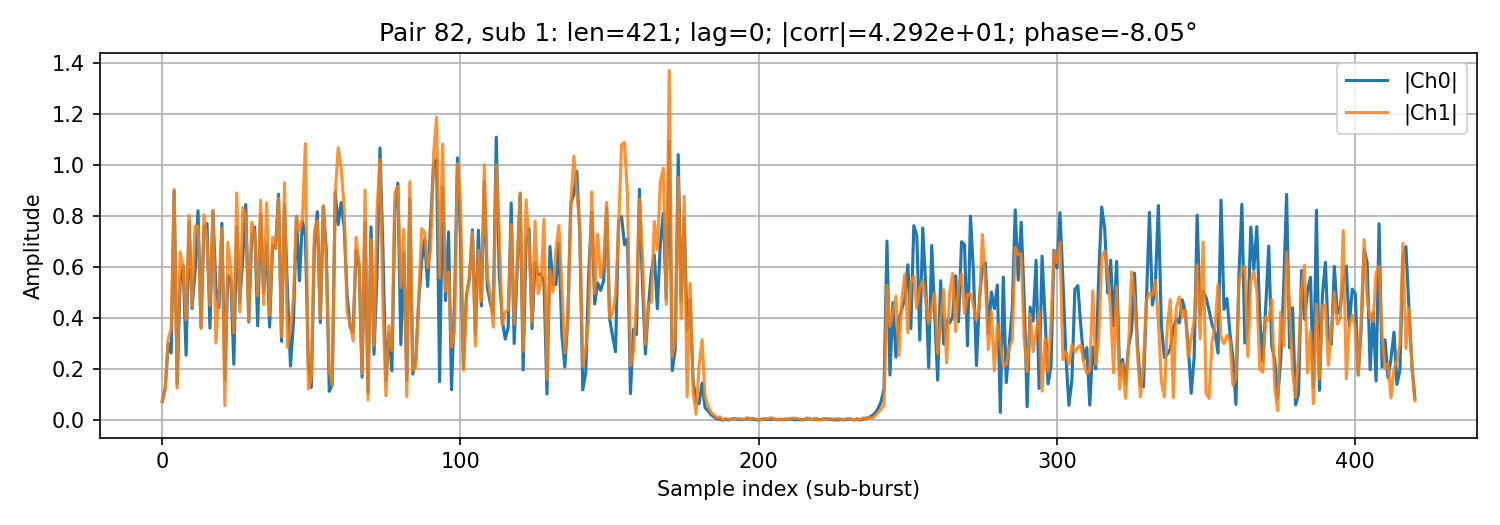 Pair 82, sub 1: len=421; lag=0; |corr|=4.292e+01; phase=-8.05°
1.4
1.2
1.0
0.8
0.6
0.4
0.2
0.0
Amplitude
|Ch0|
|Ch1|
0 100 200 300 400
Sample index (sub-burst)